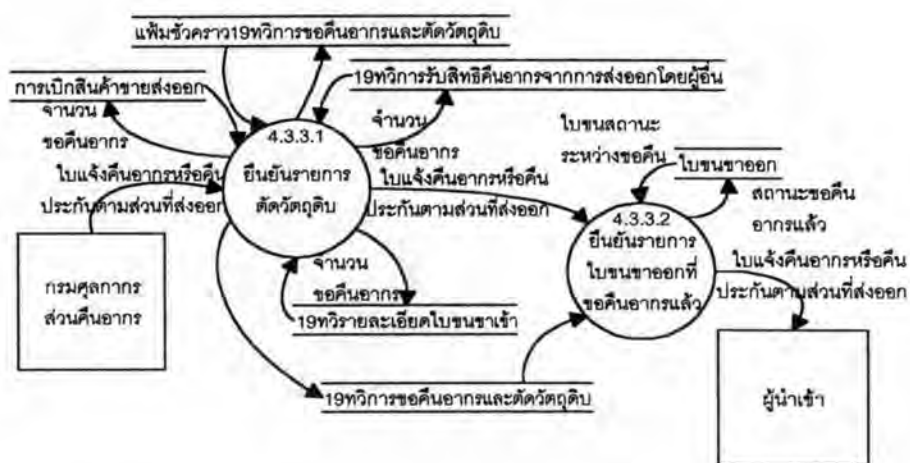 แฟ้มชั่วคราว19ทวิการขอคืนอากรและตัดวัตถุดิบ
19ทวิการรับสิทธิคืนอากรจากการส่งออกโดยผู้อื่น
การเบิกสินค้าขายส่งออก
จำนวน
ขอคืนอากร
จำนวน
ขอคืนอากร
ใบแจ้งคืนอากรหรือคืน
ประกันตามส่วนที่ส่งออก
4.3.3.1
ยืนยันรายการ
ตัดวัตถุดิบ
ใบแจ้งคืนอากรหรือคืน
ประกันตามส่วนที่ส่งออก
ใบขนสถานะ
ระหว่างขอคืน
ใบขนขาออก
สถานะขอคืน
อากรแล้ว
4.3.3.2
ยืนยันรายการ
ใบขนขาออกที่
ขอคืนอากรแล้ว
ใบแจ้งคืนอากรหรือคืน
ประกันตามส่วนที่ส่งออก
กรมศุลกากร
ส่วนคืนอากร
จำนวน
ขอคืนอากร
19ทวิรายละเอียดใบขนขาเข้า
19ทวิการขอคืนอากรและตัดวัตถุดิบ
ผู้นำเข้า